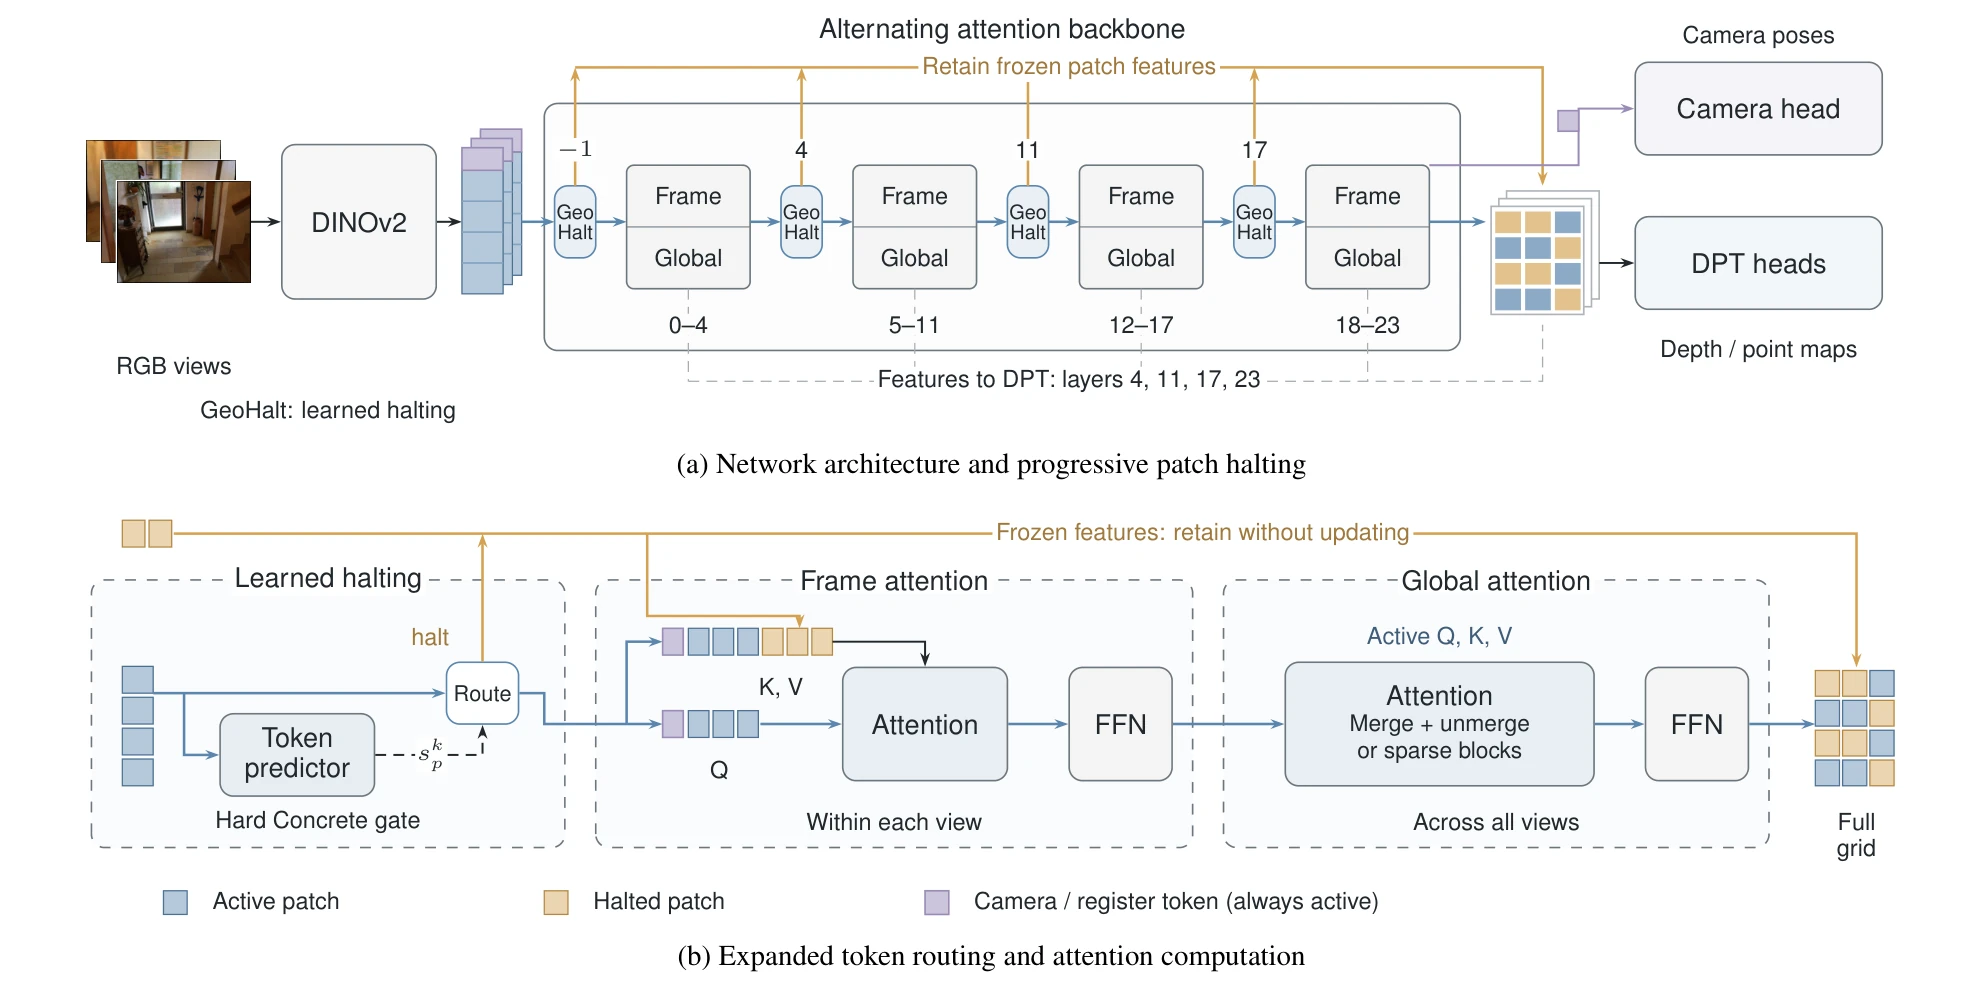 Alternating attention backbone
Camera poses
Retain frozen patch features
Camera head
−1
4
11
17
DINOv2
Geo
Halt
Frame
Global
Geo
Halt
Frame
Global
Geo
Halt
Frame
Global
Geo
Halt
Frame
Global
DPT heads
0–4
5–11
12–17
18–23
Depth / point maps
RGB views
Features to DPT: layers 4, 11, 17, 23
GeoHalt: learned halting
(a) Network architecture and progressive patch halting
Frozen features: retain without updating
Learned halting
Frame attention
Global attention
halt
Active Q, K, V
Route
K, V
Token
predictor
s_p^k
Q
Attention
FFN
Attention
Merge + unmerge
or sparse blocks
FFN
Hard Concrete gate
Within each view
Across all views
Full
grid
Active patch
Halted patch
Camera / register token (always active)
(b) Expanded token routing and attention computation